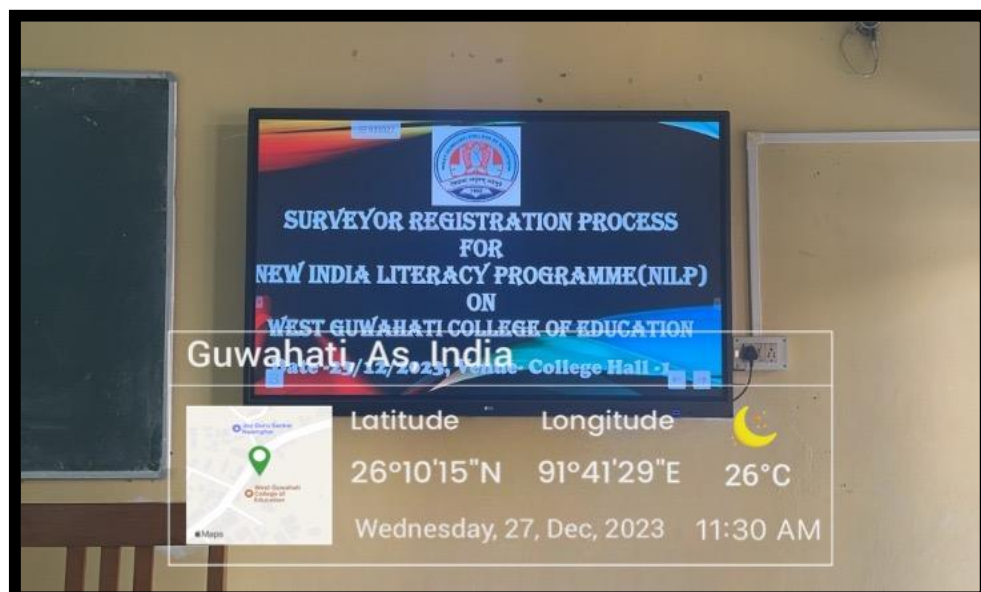 SURVEYOR REGISTRATION PROCESS
FOR
NEW INDIA LITERACY PROGRAMME(NILP)
ON
WEST GUWAHATI COLLEGE OF EDUCATION
Guwahati, As, India
Venue- College Hall -1
Latitude
Longitude
26°10'15"N
91°41'29"E
26°C
West Guwahati
College of
Education
Maps
Wednesday, 27, Dec, 2023
11:30 AM